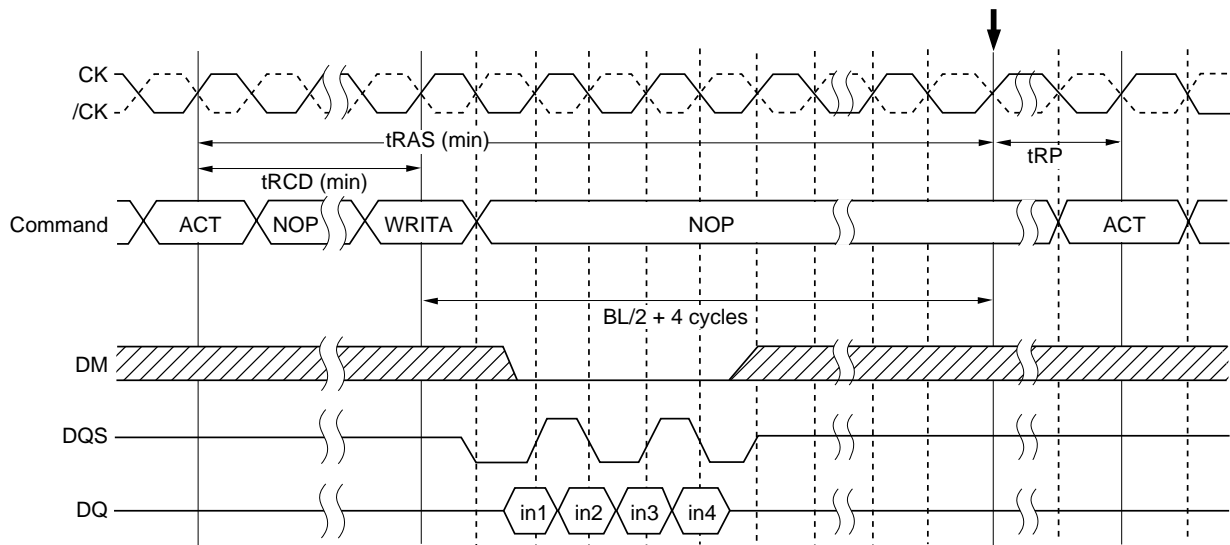 CK
/CK
tRAS (min)
tRP
tRCD (min)
Command ACT NOP WRITA NOP ACT
BL/2 + 4 cycles
DM
DQS
DQ in1 in2 in3 in4